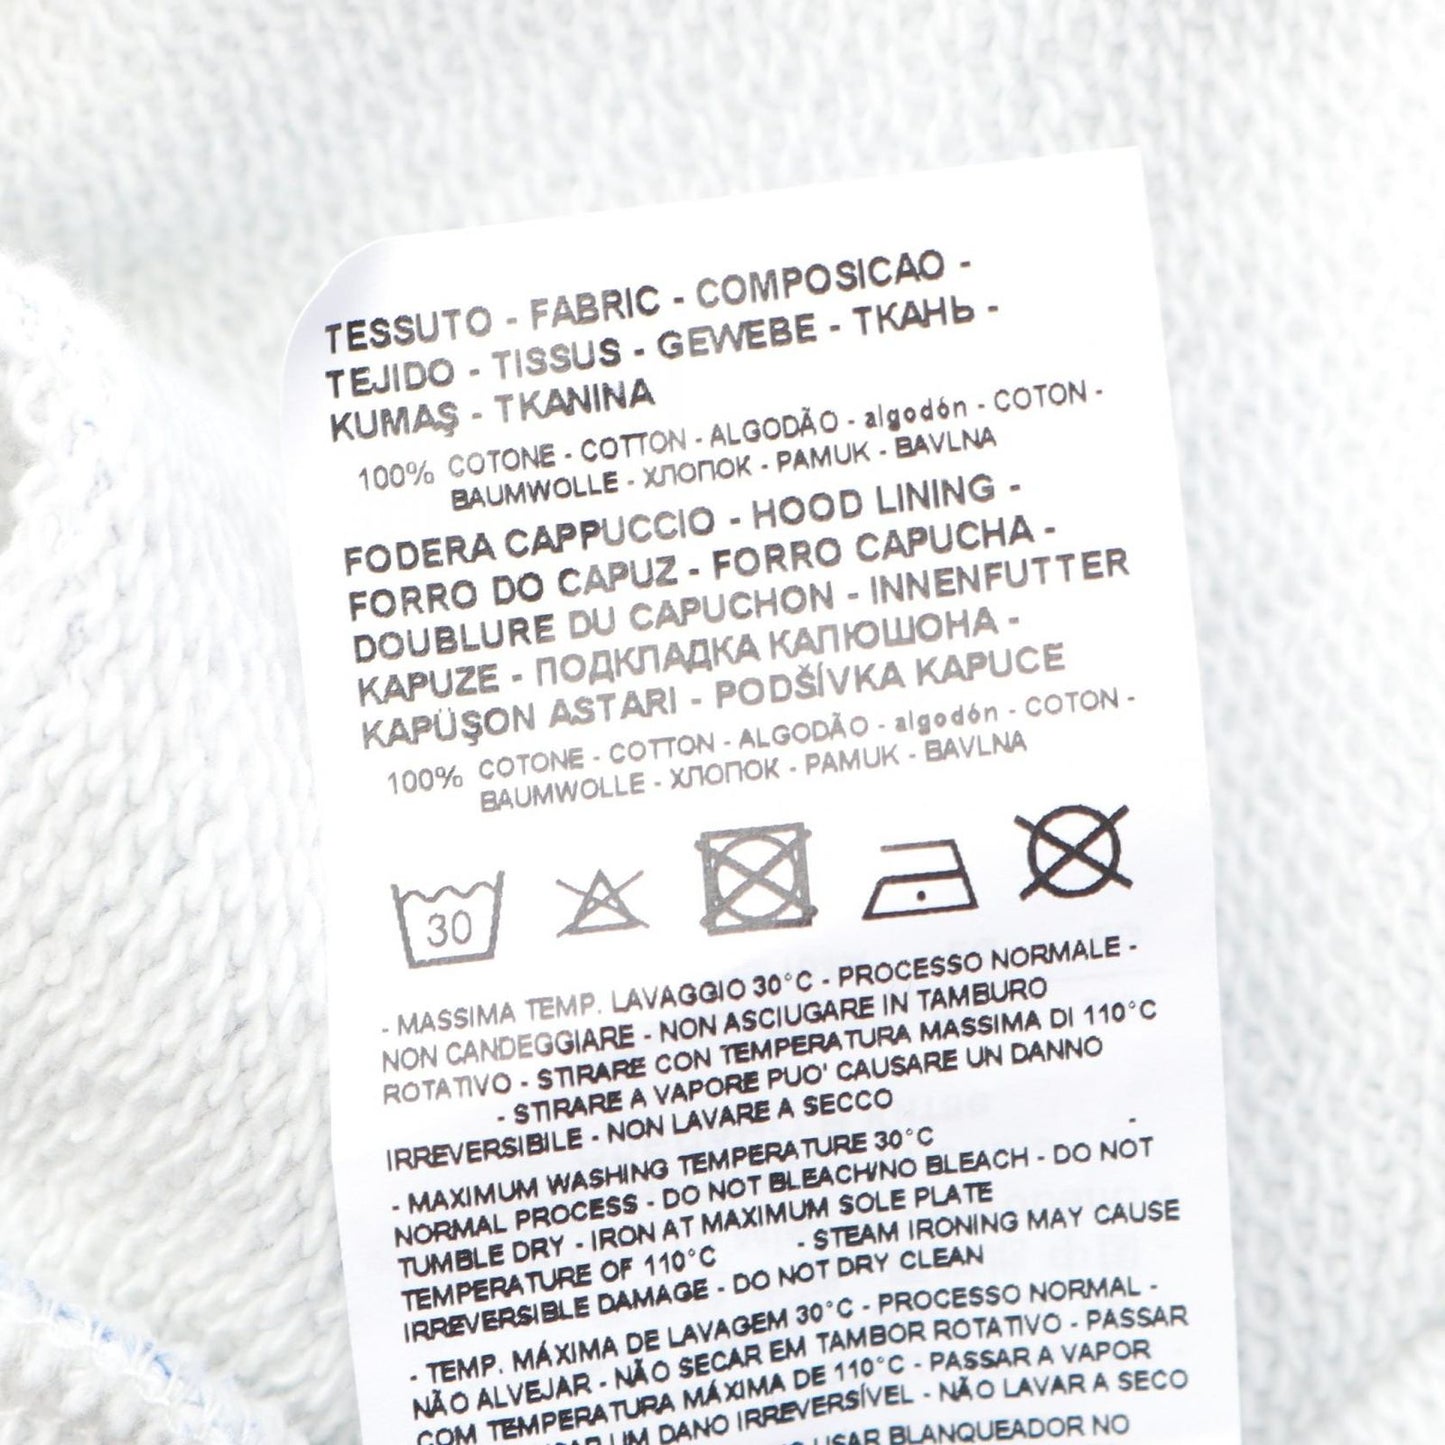 TESSUTO - FABRIC - COMPOSICAO -
TEJIDO - TISSUS - GEWEBE - ТКАНЬ -
KUMAŞ - TKANINA
100% COTONE - COTTON - ALGODÃO - algodón - COTON -
BAUMWOLLE - ХЛОПОК - PAMUK - BAVLNA
FODERA CAPPUCCIO - HOOD LINING -
FORRO DO CAPUZ - FORRO CAPUCHA -
DOUBLURE DU CAPUCHON - INNENFUTTER
KAPUZE - ПОДКЛАДКА КАПЮШОНА -
KAPÜŞON ASTARI - PODŠÍVKA KAPUCE
100% COTONE - COTTON - ALGODÃO - algodón - COTON -
BAUMWOLLE - ХЛОПОК - PAMUK - BAVLNA
30
- MASSIMA TEMP. LAVAGGIO 30°C - PROCESSO NORMALE -
NON CANDEGGIARE - NON ASCIUGARE IN TAMBURO
ROTATIVO - STIRARE CON TEMPERATURA MASSIMA DI 110°C
- STIRARE A VAPORE PUO' CAUSARE UN DANNO
IRREVERSIBILE - NON LAVARE A SECCO
- MAXIMUM WASHING TEMPERATURE 30°C -
NORMAL PROCESS - DO NOT BLEACH/NO BLEACH - DO NOT
TUMBLE DRY - IRON AT MAXIMUM SOLE PLATE
TEMPERATURE OF 110°C - STEAM IRONING MAY CAUSE
IRREVERSIBLE DAMAGE - DO NOT DRY CLEAN
- TEMP. MÁXIMA DE LAVAGEM 30°C - PROCESSO NORMAL -
NÃO ALVEJAR - NÃO SECAR EM TAMBOR ROTATIVO - PASSAR
COM TEMPERATURA MÁXIMA DE 110°C - PASSAR A VAPOR
UM DANO IRREVERSÍVEL - NÃO LAVAR A SECO
USAR BLANQUEADOR NO